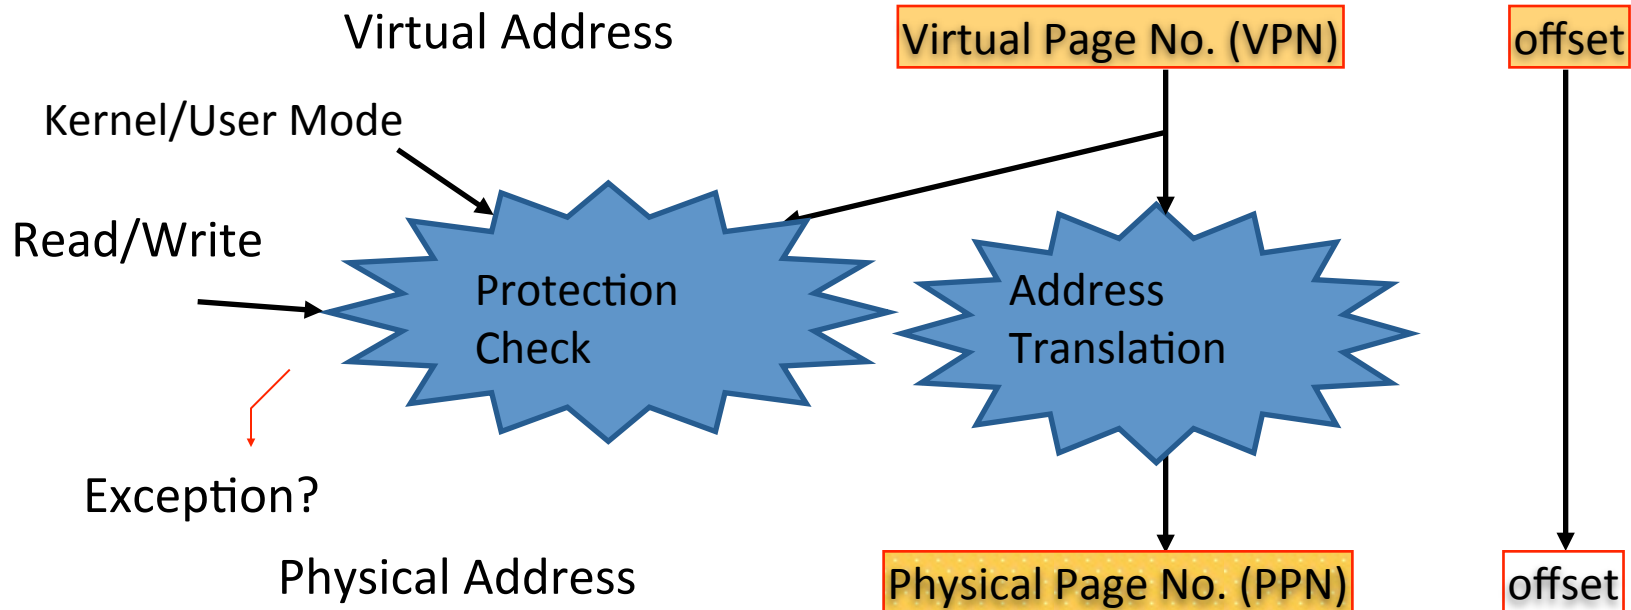 Virtual Address
Virtual Page No. (VPN)
offset
Kernel/User Mode
Read/Write
Protection
Check
Address
Translation
Exception?
Physical Address
Physical Page No. (PPN)
offset